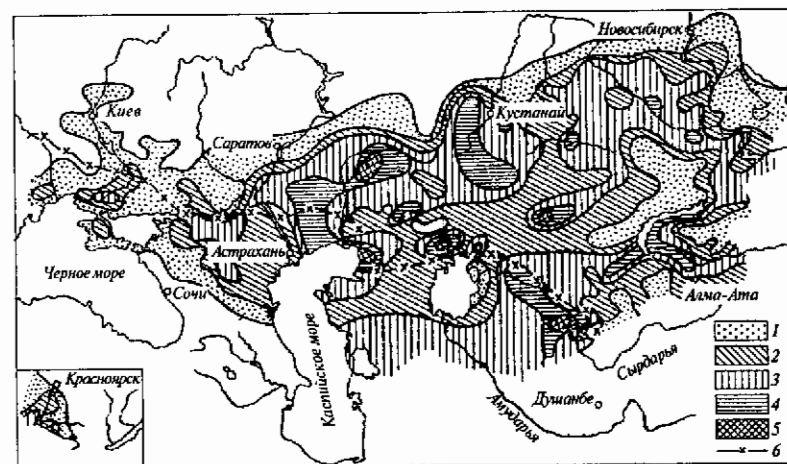 Новосибирск
Киев
Кустанай
Саратов
Астрахань
Черное море
Сочи
Алма-Ата
Каспийское море
Сырдарья
Душанбе
Амударья
Красноярск
1
2
3
4
5
6